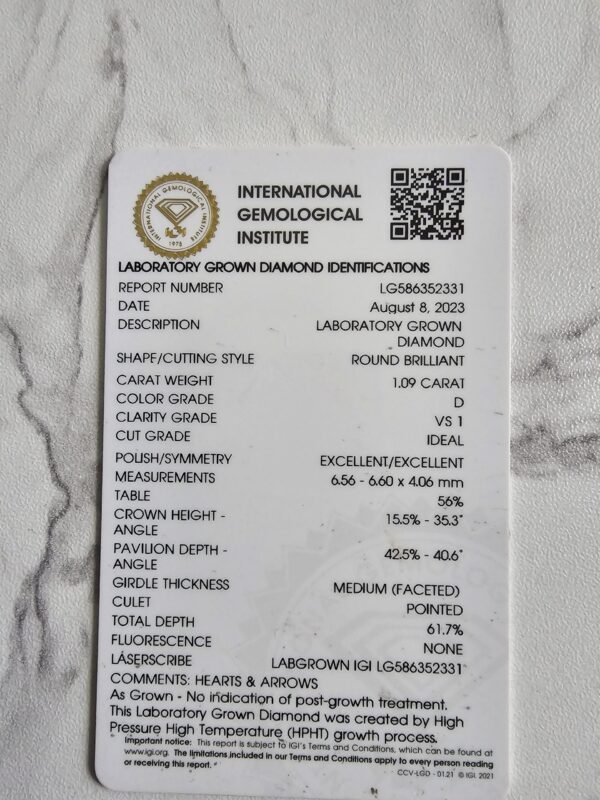 INTERNATIONAL GEMOLOGICAL INSTITUTE
1975
INTERNATIONAL
GEMOLOGICAL
INSTITUTE
LABORATORY GROWN DIAMOND IDENTIFICATIONS
REPORT NUMBER LG586352331
DATE August 8, 2023
DESCRIPTION LABORATORY GROWN
DIAMOND
SHAPE/CUTTING STYLE ROUND BRILLIANT
CARAT WEIGHT 1.09 CARAT
COLOR GRADE D
CLARITY GRADE VS 1
CUT GRADE IDEAL
POLISH/SYMMETRY EXCELLENT/EXCELLENT
MEASUREMENTS 6.56 - 6.60 x 4.06 mm
TABLE 56%
CROWN HEIGHT - 15.5% - 35.3°
ANGLE
PAVILION DEPTH - 42.5% - 40.6°
ANGLE
GIRDLE THICKNESS MEDIUM (FACETED)
CULET POINTED
TOTAL DEPTH 61.7%
FLUORESCENCE NONE
LASERSCRIBE LABGROWN IGI LG586352331
COMMENTS: HEARTS & ARROWS
As Grown - No indication of post-growth treatment.
This Laboratory Grown Diamond was created by High
Pressure High Temperature (HPHT) growth process.
Important notice: This report is subject to IGI's Terms and Conditions, which can be found at
www.igi.org. The limitations included in our Terms and Conditions apply to every person reading
or receiving this report.
CCV-LGD - 01.21 © IGI 2021